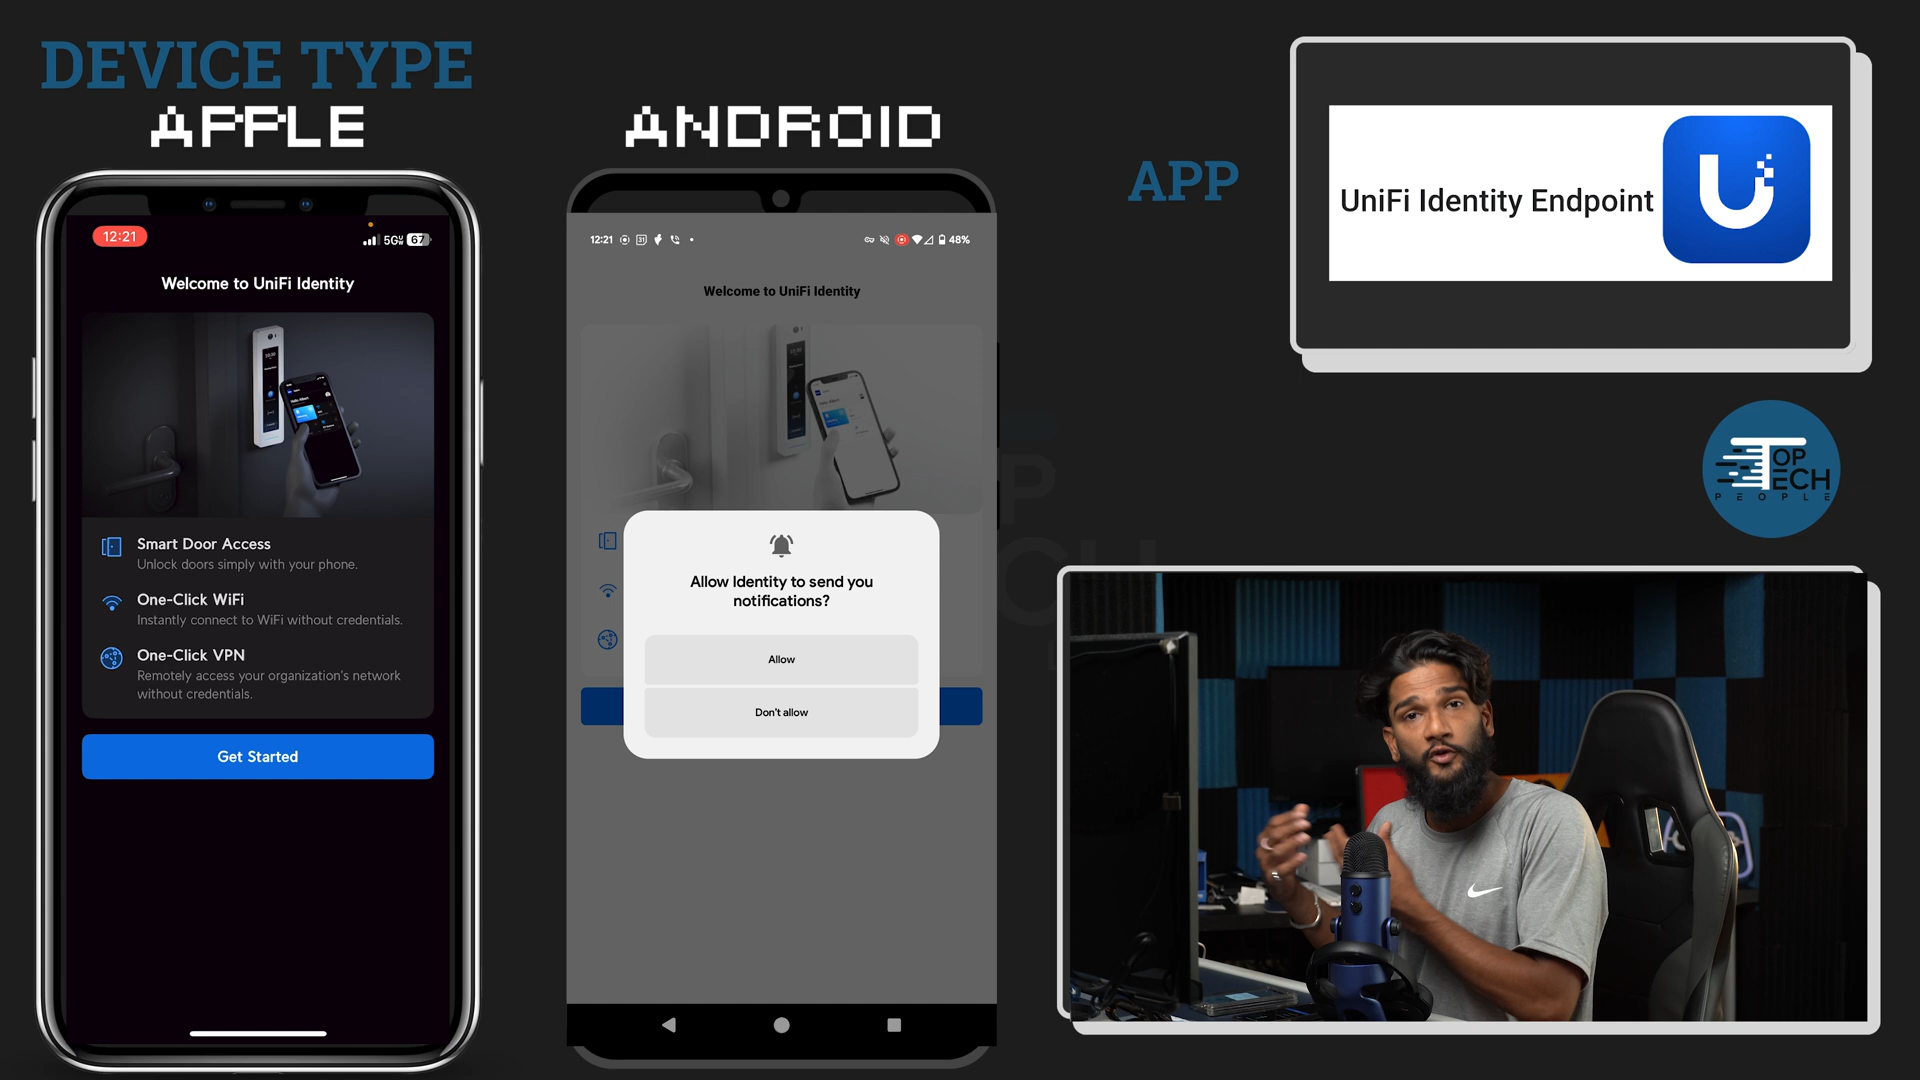 DEVICE TYPE
APPLE
ANDROID
APP
UniFi Identity Endpoint
12:21
5G
67
Welcome to UniFi Identity
Smart Door Access
Unlock doors simply with your phone.
One-Click WiFi
Instantly connect to WiFi without credentials.
One-Click VPN
Remotely access your organization's network
without credentials.
Get Started
12:21
31
48%
Welcome to UniFi Identity
Allow Identity to send you
notifications?
Allow
Don't allow
TOP
TECH
PEOPLE